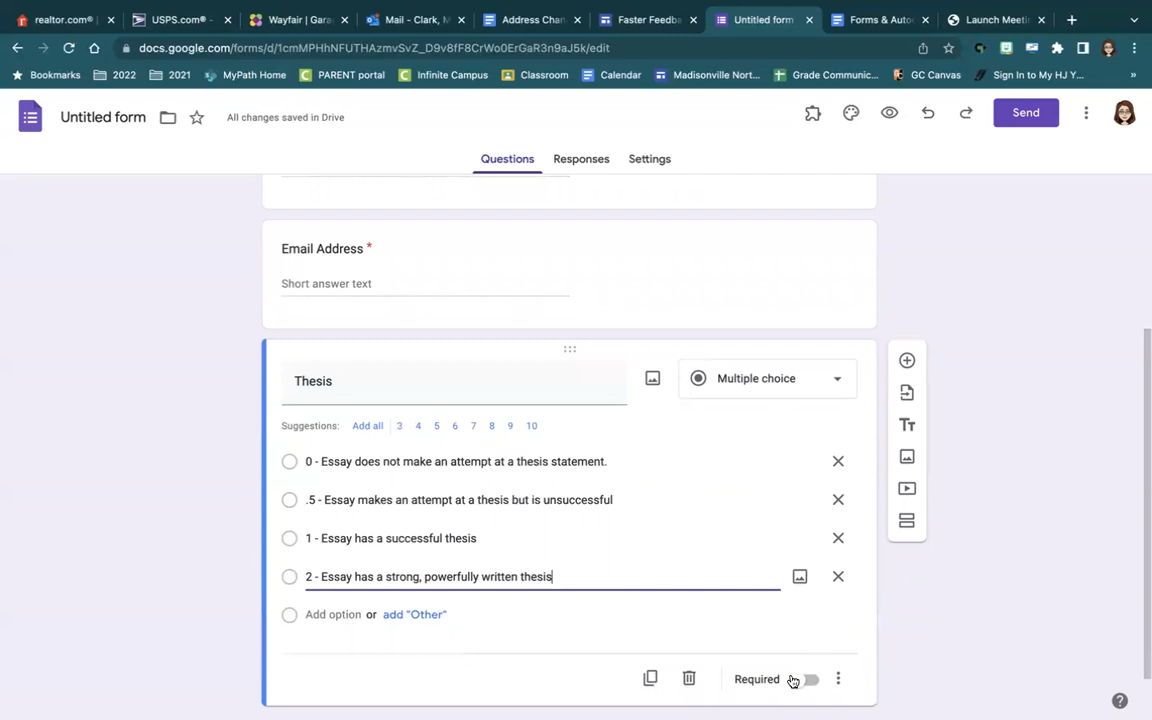 realtor.com®
USPS.com® -
Wayfair | Gara
Mail - Clark, M
Address Chan
Faster Feedba
Untitled form
Forms & Auto
Launch Meeti
docs.google.com/forms/d/1cmMPHhNFUTHAzmvSvZ_D9v8fF8CrWo0ErGaR3n9aJ5k/edit
Bookmarks
2022
2021
MyPath Home
PARENT portal
Infinite Campus
Classroom
Calendar
Madisonville Nort...
Grade Communic...
GC Canvas
Sign In to My HJ Y...
»
Untitled form
All changes saved in Drive
Send
Questions
Responses
Settings
Email Address *
Short answer text
Thesis
Multiple choice
Suggestions: Add all 3 4 5 6 7 8 9 10
0 - Essay does not make an attempt at a thesis statement.
.5 - Essay makes an attempt at a thesis but is unsuccessful
1 - Essay has a successful thesis
2 - Essay has a strong, powerfully written thesis
Add option or add "Other"
Required